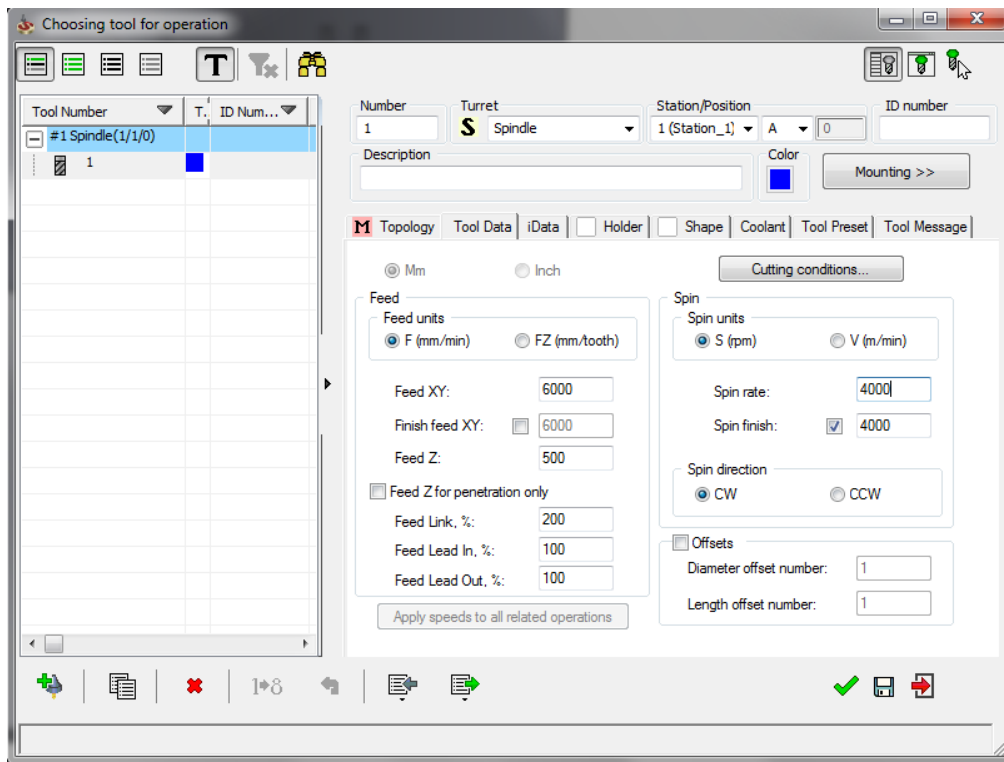 Choosing tool for operation
T
Tool Number T. ID Num...
#1 Spindle(1/1/0)
1
Number Turret Station/Position ID number
1 S Spindle 1 (Station_1) A 0
Description Color
Mounting >>
M Topology Tool Data iData Holder Shape Coolant Tool Preset Tool Message
Mm Inch Cutting conditions...
Feed Spin
Feed units Spin units
F (mm/min) FZ (mm/tooth) S (rpm) V (m/min)
Feed XY: 6000 Spin rate: 4000
Finish feed XY: 6000 Spin finish: 4000
Feed Z: 500
Spin direction
Feed Z for penetration only CW CCW
Feed Link, %: 200
Feed Lead In, %: 100 Offsets
Diameter offset number: 1
Feed Lead Out, %: 100
Length offset number: 1
Apply speeds to all related operations
1 8